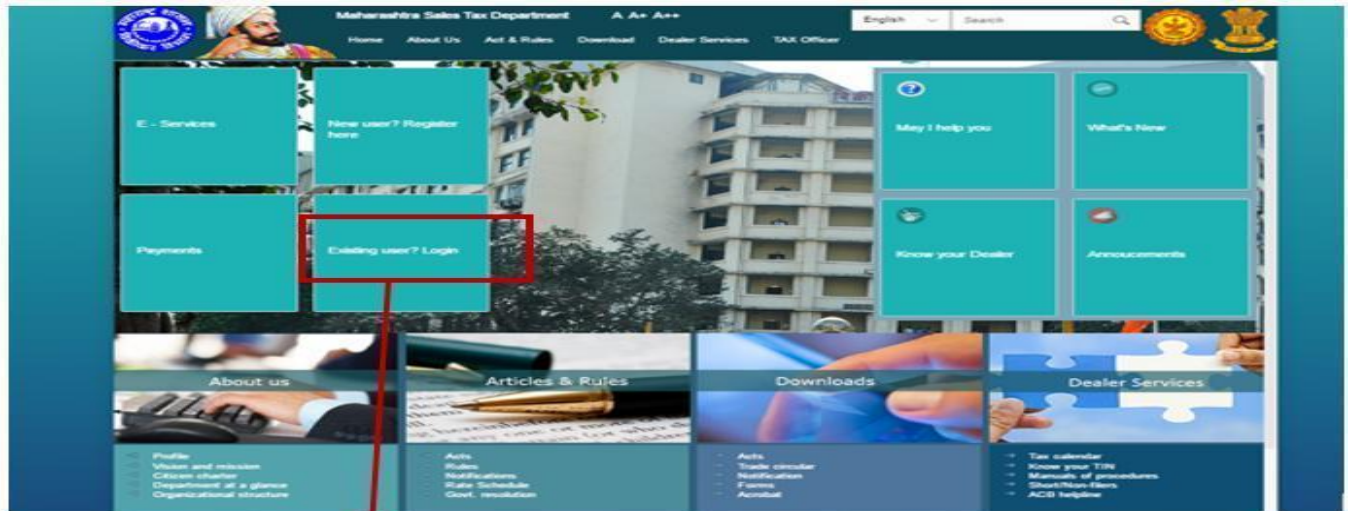 Maharashtra Sales Tax Department A A+ A++ English Search
Home About Us Act & Rules Download Dealer Services TAX Officer
E - Services
New user? Register
here
May I help you
What's New
Payments
Existing user? Login
Know your Dealer
Annoucements
About us
Articles & Rules
Downloads
Dealer Services
Profile
Vision and mission
Citizen charter
Department at a glance
Organizational structure
Acts
Rules
Notifications
Rate Schedule
Govt. resolution
Acts
Trade circular
Notification
Forms
Acrobat
Tax calendar
Know your TIN
Manuals of procedures
Short/Non-filers
ACB helpline